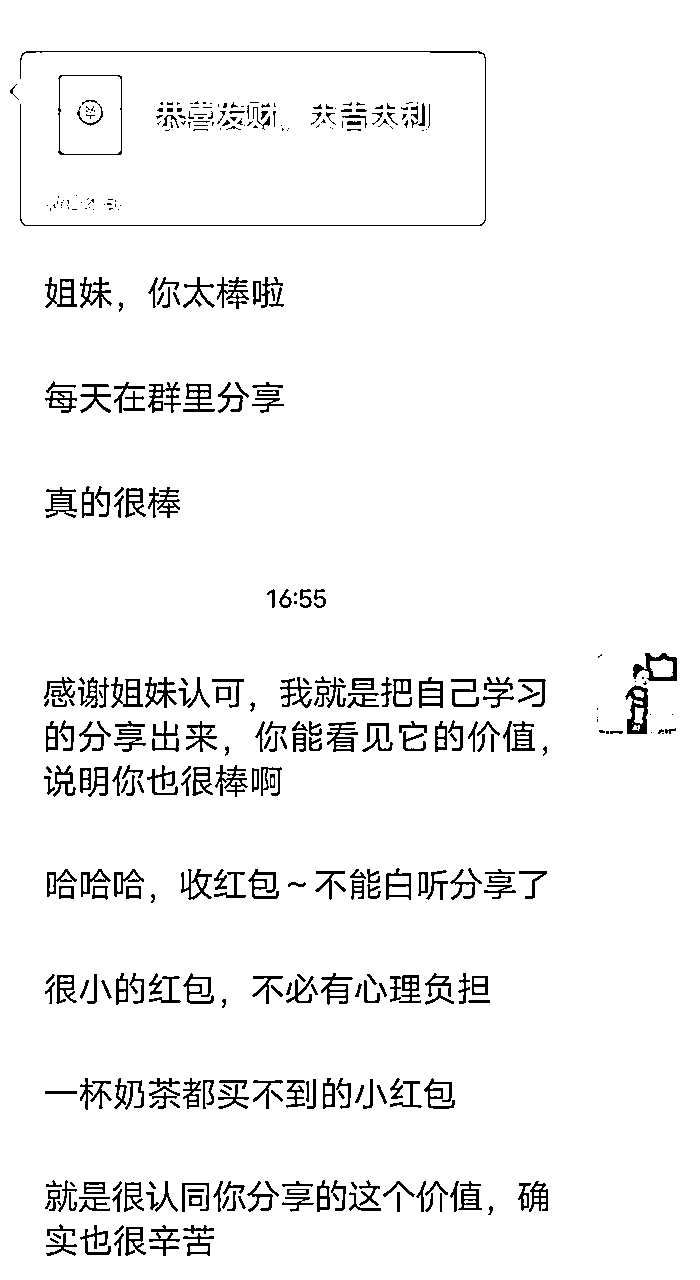 恭喜发财，大吉大利
姐妹，你太棒啦
每天在群里分享
真的很棒
16:55
感谢姐妹认可，我就是把自己学习
的分享出来，你能看见它的价值，
说明你也很棒啊
哈哈哈，收红包～不能白听分享了
很小的红包，不必有心理负担
一杯奶茶都买不到的小红包
就是很认同你分享的这个价值，确
实也很辛苦